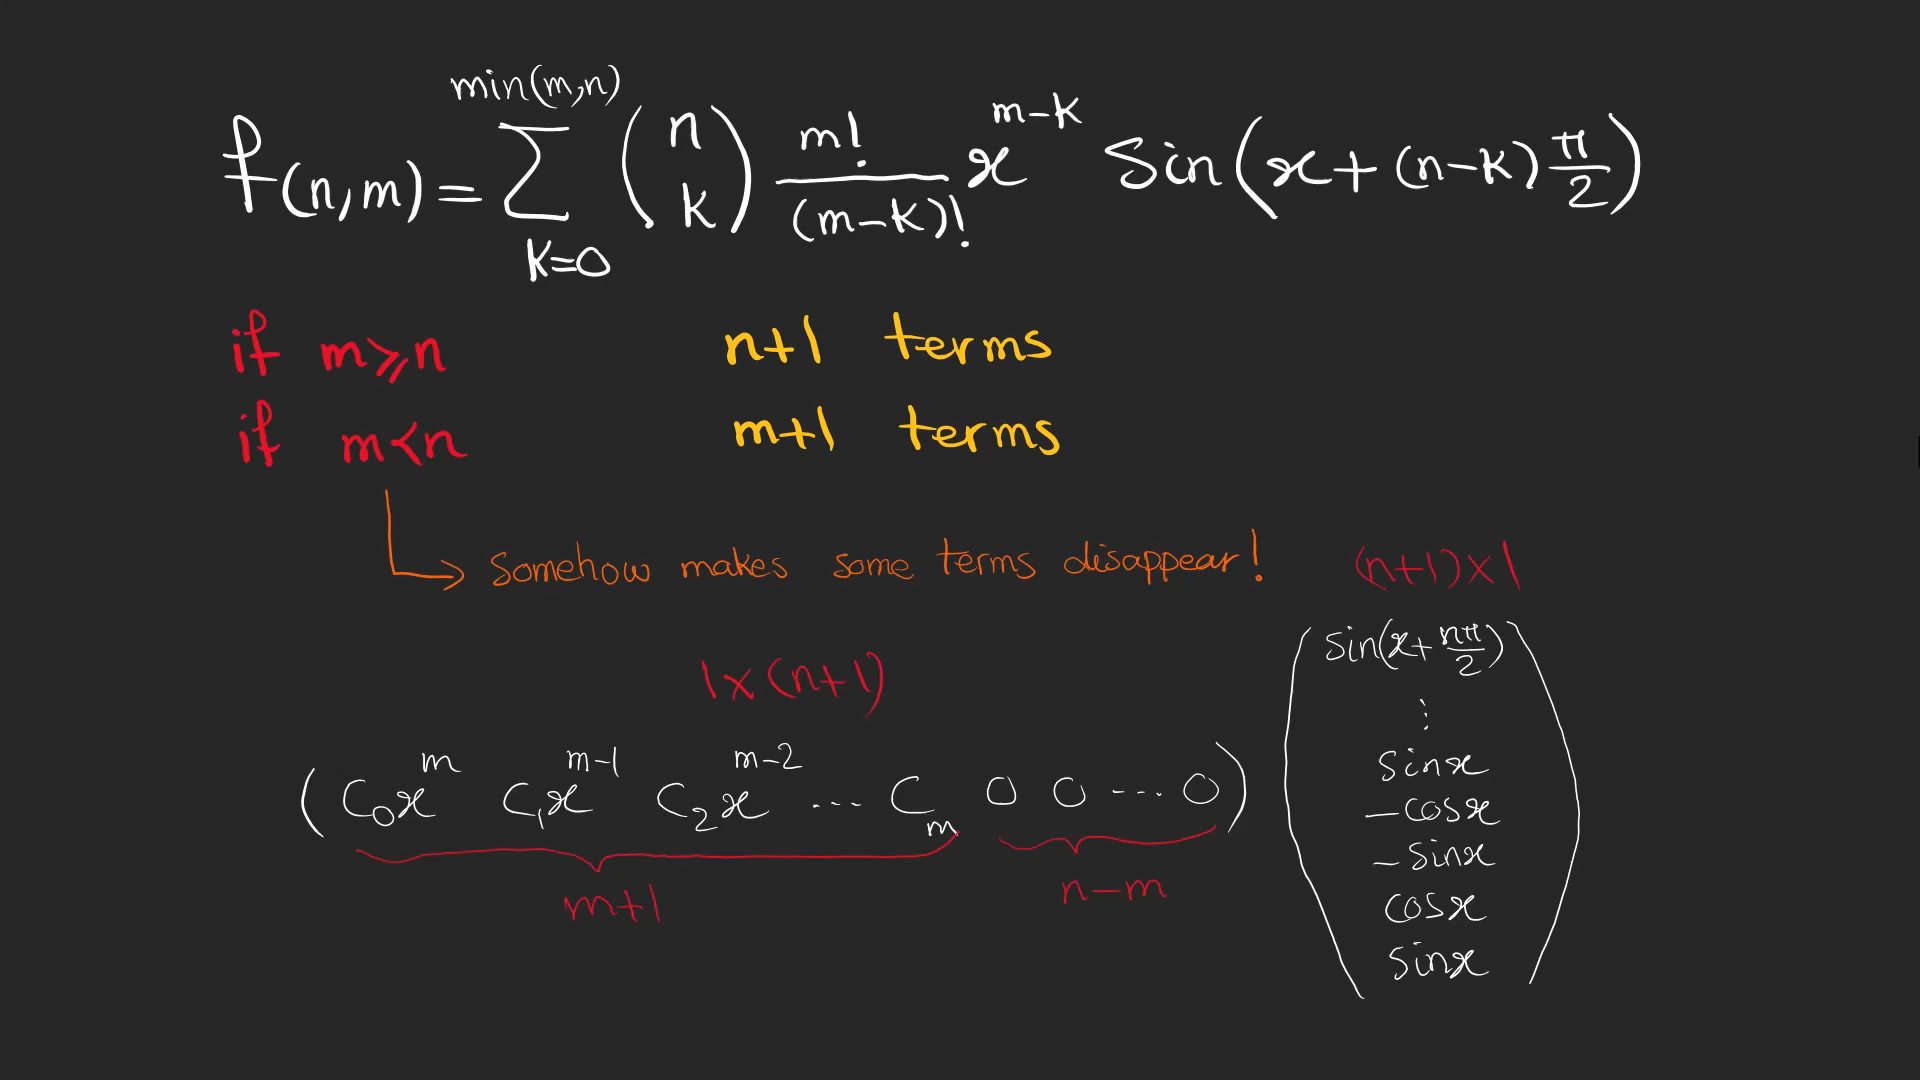 f(n,m) = ∑_{k=0}^{min(m,n)} (n k) m!/(m-k)! x^{m-k} Sin(x+(n-k)π/2)
if m⩾n n+1 terms
if m<n m+1 terms
somehow makes some terms disappear!
(n+1)×1
1×(n+1)
(C₀x^m C₁x^{m-1} C₂x^{m-2} ... C_m 0 0 ... 0)
m+1 n-m
sin(x+nπ/2)
⋮
sinx
-cosx
-sinx
cosx
sinx